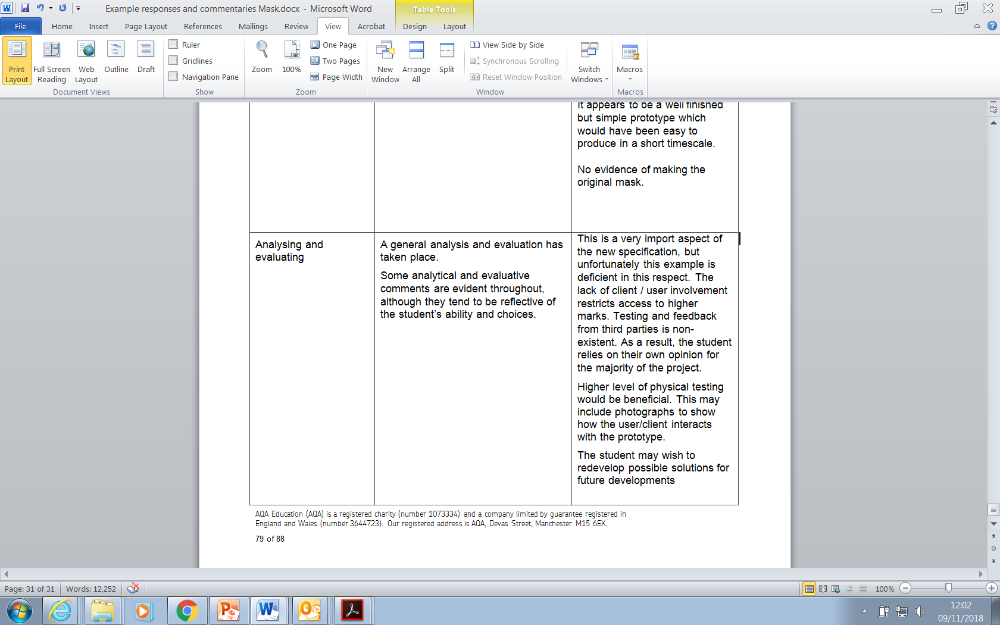 Example responses and commentaries Mask.docx - Microsoft Word
Table Tools
File
Home
Insert
Page Layout
References
Mailings
Review
View
Acrobat
Design
Layout
Print
Layout
Full Screen
Reading
Web
Layout
Outline
Draft
Document Views
Ruler
Gridlines
Navigation Pane
Show
Zoom
100%
One Page
Two Pages
Page Width
Zoom
New
Window
Arrange
All
Split
View Side by Side
Synchronous Scrolling
Reset Window Position
Window
Switch
Windows
Macros
Macros
It appears to be a well finished
but simple prototype which
would have been easy to
produce in a short timescale.
No evidence of making the
original mask.
Analysing and
evaluating
A general analysis and evaluation has
taken place.
Some analytical and evaluative
comments are evident throughout,
although they tend to be reflective of
the student’s ability and choices.
This is a very import aspect of
the new specification, but
unfortunately this example is
deficient in this respect. The
lack of client / user involvement
restricts access to higher
marks. Testing and feedback
from third parties is non-
existent. As a result, the student
relies on their own opinion for
the majority of the project.
Higher level of physical testing
would be beneficial. This may
include photographs to show
how the user/client interacts
with the prototype.
The student may wish to
redevelop possible solutions for
future developments
AQA Education (AQA) is a registered charity (number 1073334) and a company limited by guarantee registered in
England and Wales (number 3644723). Our registered address is AQA, Devas Street, Manchester M15 6EX.
79 of 88
Page: 31 of 31
Words: 12,252
100%
12:02
09/11/2018